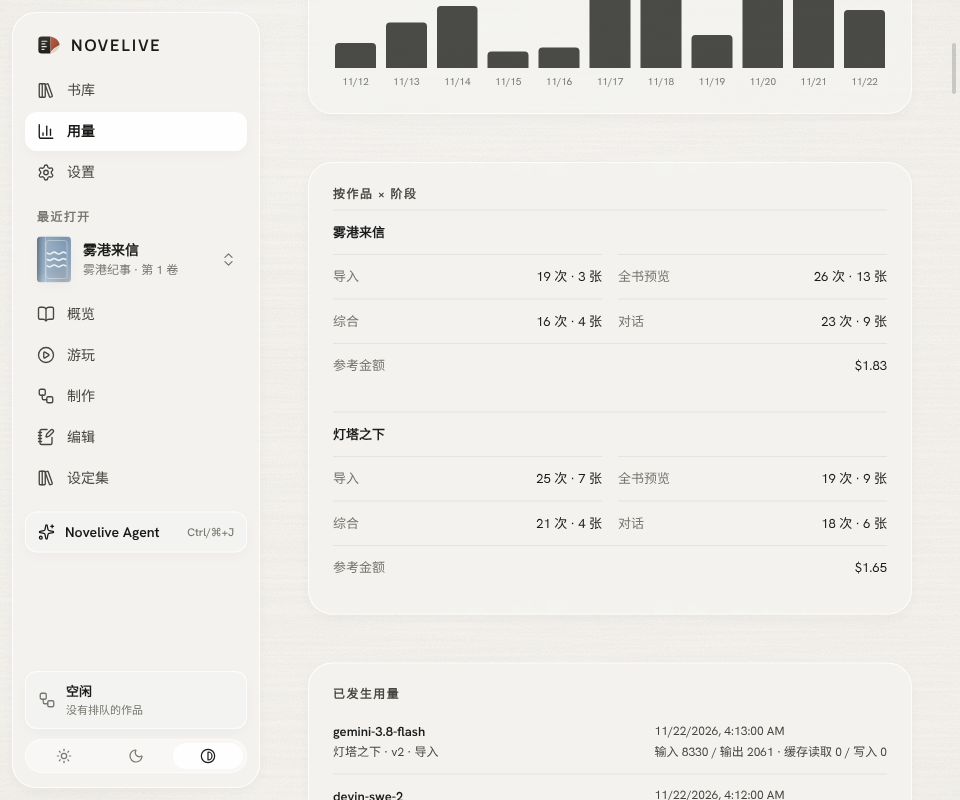 NOVELIVE
书库
用量
设置
最近打开
雾港来信
雾港纪事 · 第 1 卷
概览
游玩
制作
编辑
设定集
Novelive Agent Ctrl/⌘+J
空闲
没有排队的作品
11/12 11/13 11/14 11/15 11/16 11/17 11/18 11/19 11/20 11/21 11/22
按作品 × 阶段
雾港来信
导入 19 次 · 3 张 全书预览 26 次 · 13 张
综合 16 次 · 4 张 对话 23 次 · 9 张
参考金额 $1.83
灯塔之下
导入 25 次 · 7 张 全书预览 19 次 · 9 张
综合 21 次 · 4 张 对话 18 次 · 6 张
参考金额 $1.65
已发生用量
gemini-3.8-flash 11/22/2026, 4:13:00 AM
灯塔之下 · v2 · 导入 输入 8330 / 输出 2061 · 缓存读取 0 / 写入 0
devin-swe-2 11/22/2026, 4:12:00 AM